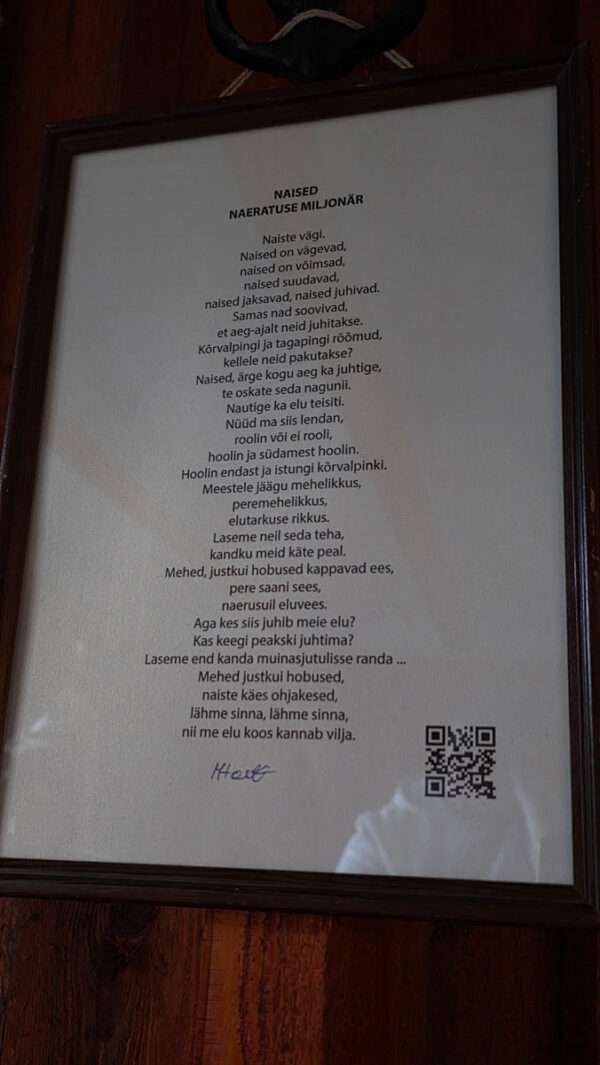 NAISED
NAERATUSE MILJONÄR
Naiste vägi.
Naised on vägevad,
naised on võimsad,
naised suudavad,
naised jaksavad, naised juhivad.
Samas nad soovivad,
et aeg-ajalt neid juhitakse.
Kõrvalpingi ja tagapingi rõõmud,
kellele neid pakutakse?
Naised, ärge kogu aeg ka juhtige,
te oskate seda nagunii.
Nautige ka elu teisiti.
Nüüd ma siis lendan,
roolin või ei rooli,
hoolin ja südamest hoolin.
Hoolin endast ja istungi kõrvalpinki.
Meestele jäägu mehelikkus,
peremehelikkus,
elutarkuse rikkus.
Laseme neil seda teha,
kandku meid käte peal.
Mehed, justkui hobused kappavad ees,
pere saani sees,
naerusuil eluvees.
Aga kes siis juhib meie elu?
Kas keegi peakski juhtima?
Laseme end kanda muinasjutulisse randa ...
Mehed justkui hobused,
naiste käes ohjakesed,
lähme sinna, lähme sinna,
nii me elu koos kannab vilja.